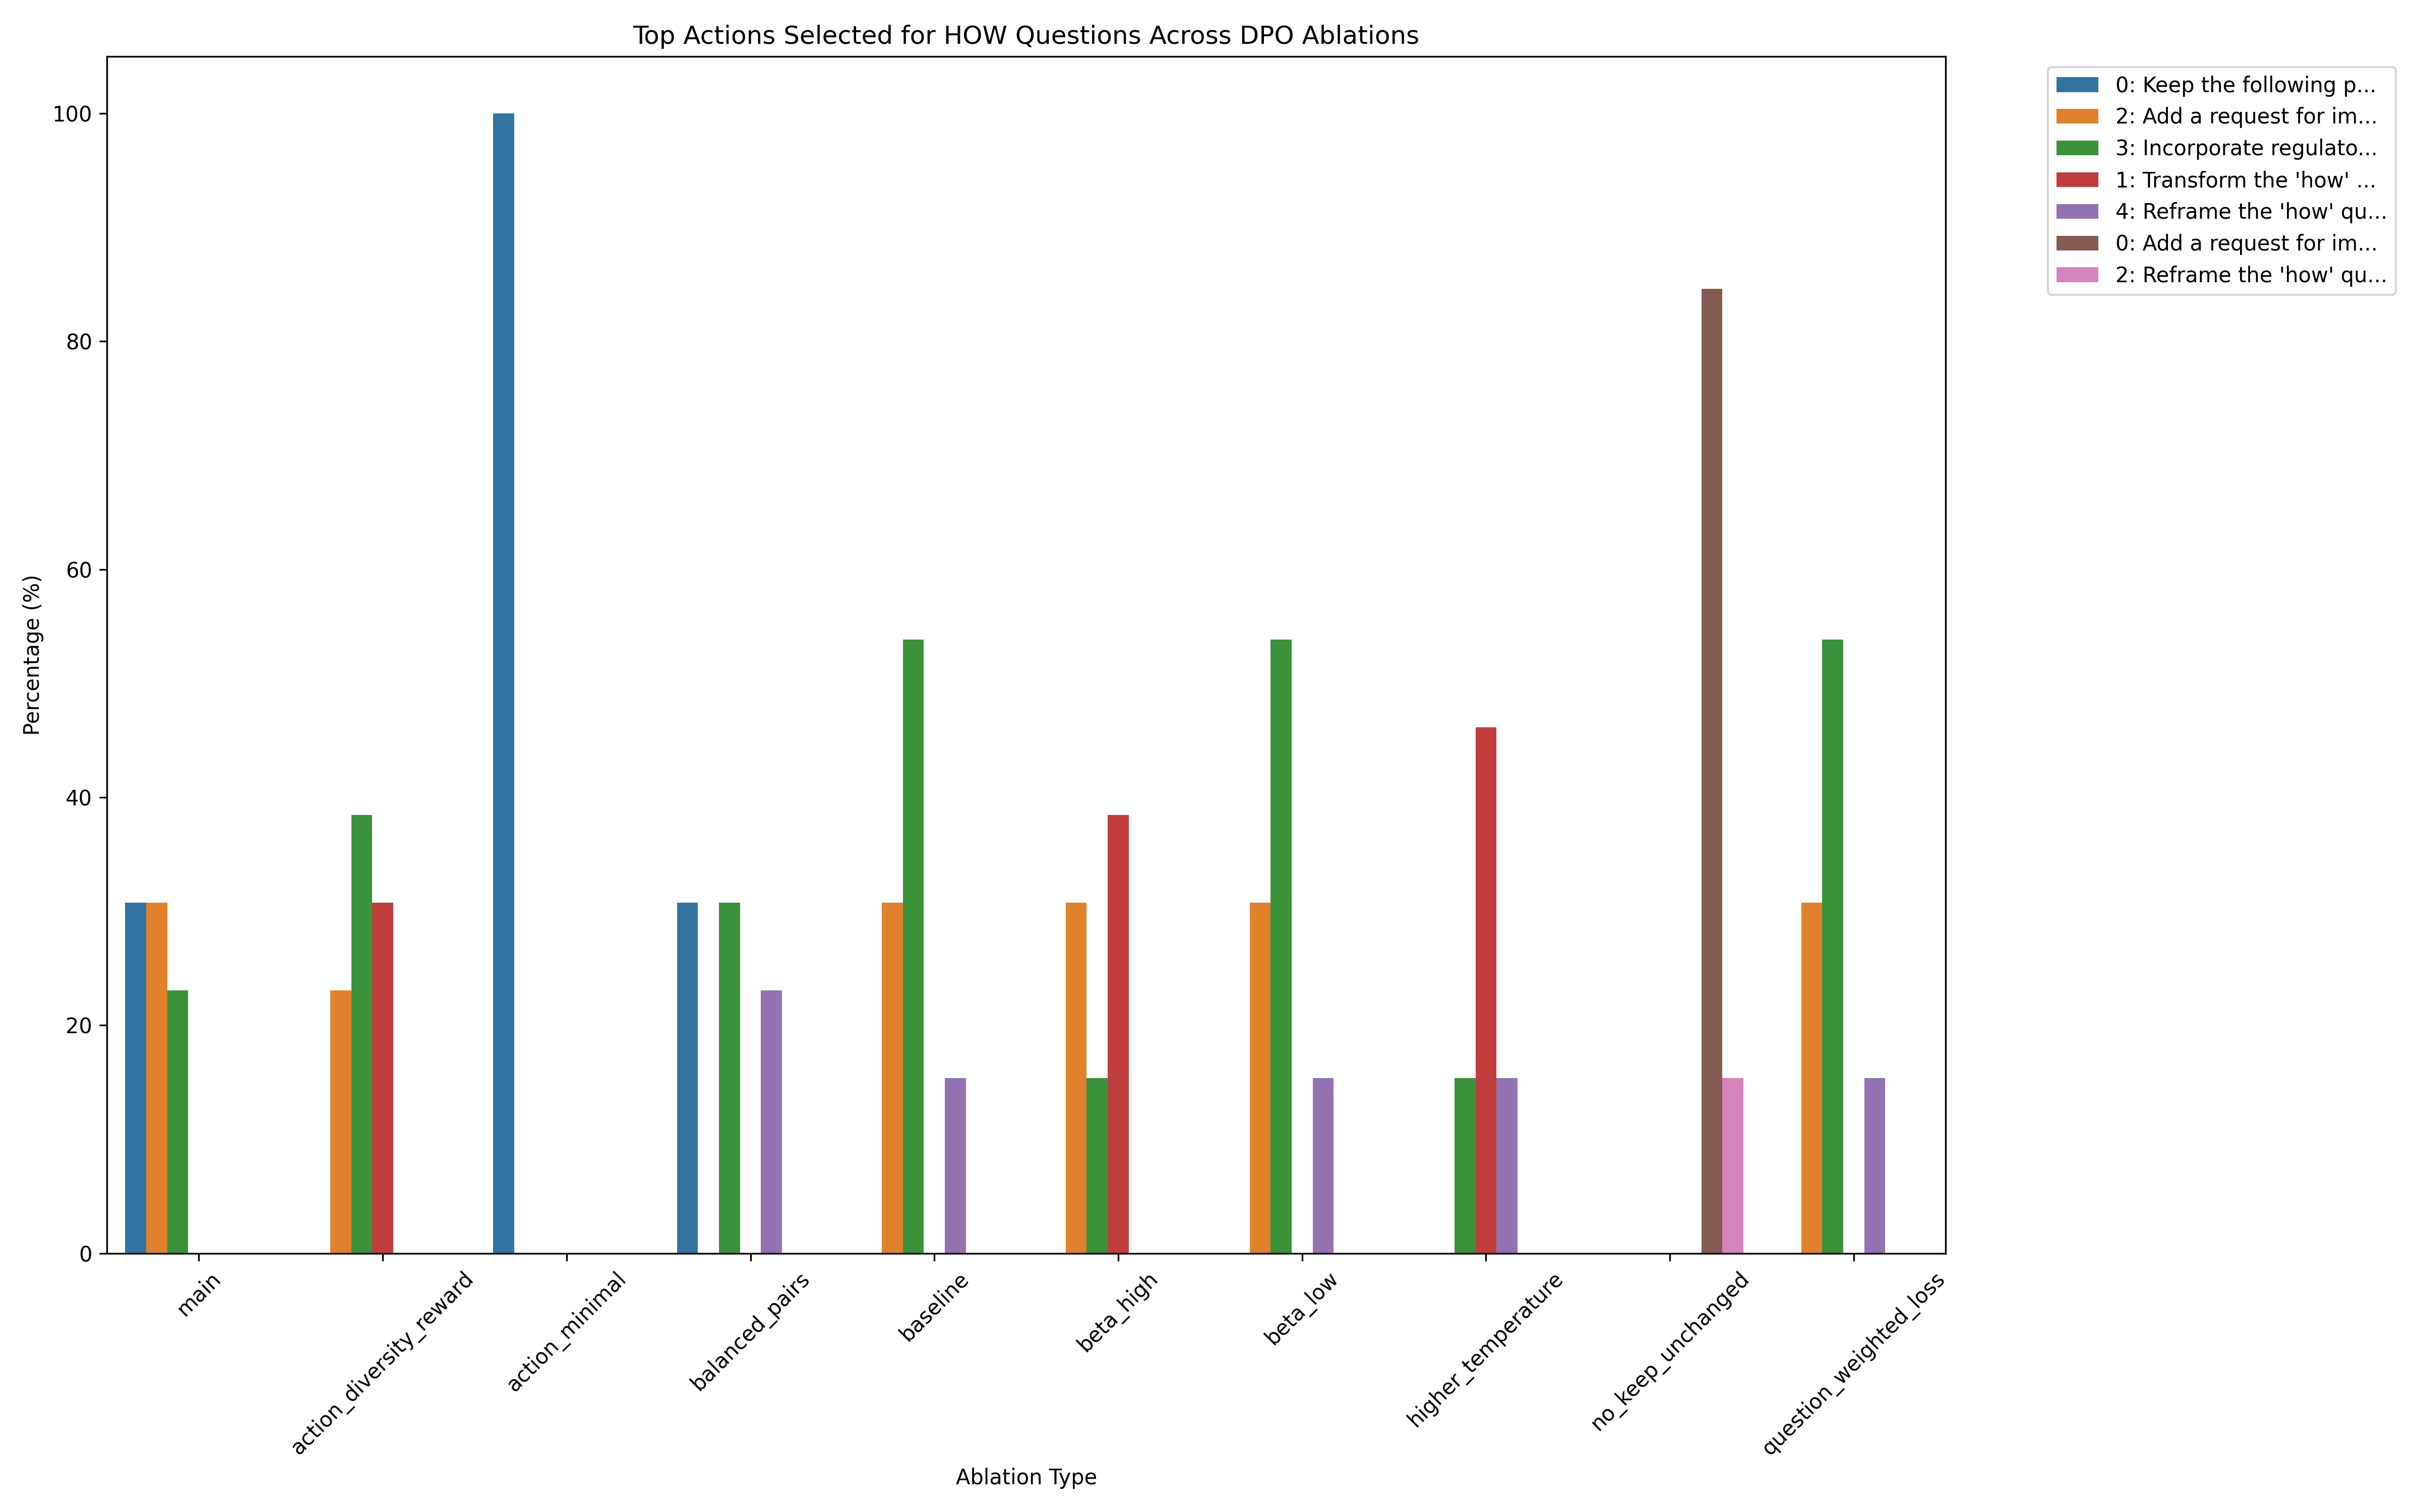 Top Actions Selected for HOW Questions Across DPO Ablations
0: Keep the following p...
2: Add a request for im...
3: Incorporate regulato...
1: Transform the 'how' ...
4: Reframe the 'how' qu...
0: Add a request for im...
2: Reframe the 'how' qu...
Percentage (%)
100
80
60
40
20
0
main
action_diversity_reward
action_minimal
balanced_pairs
baseline
beta_high
beta_low
higher_temperature
no_keep_unchanged
question_weighted_loss
Ablation Type